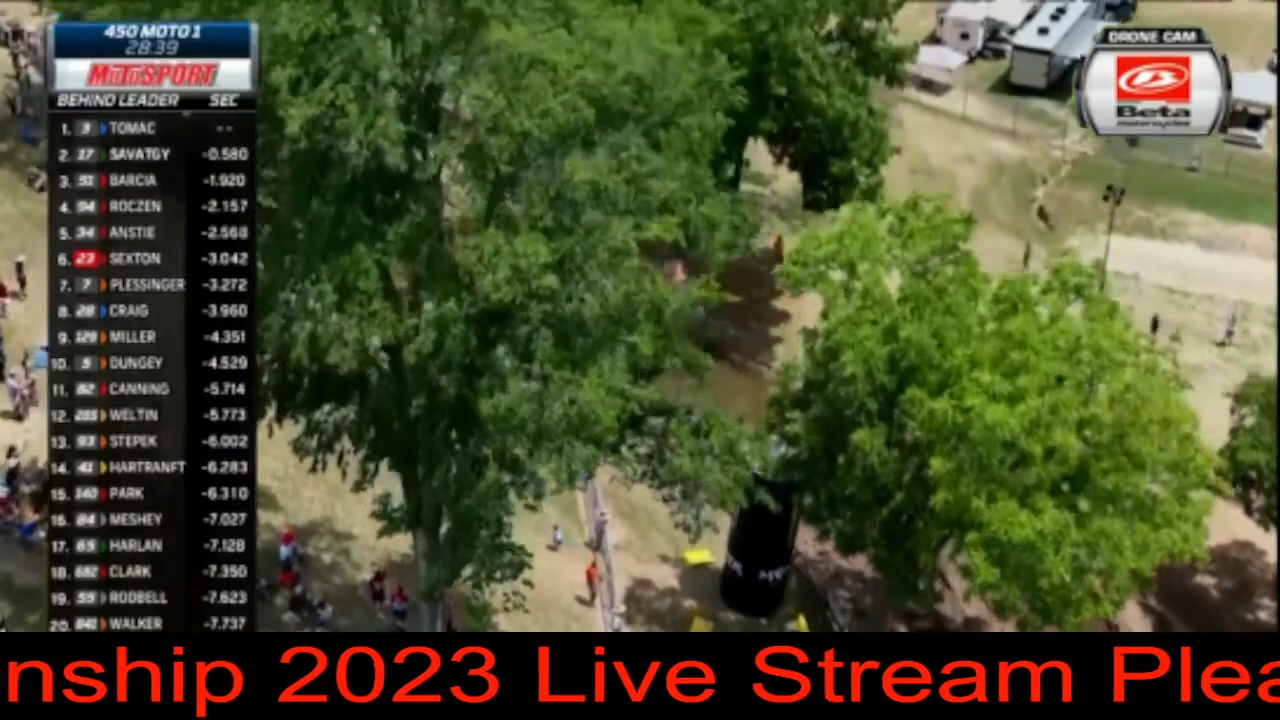 450 MOTO 1
28:39
MOTOSPORT
BEHIND LEADER SEC
1. 3 TOMAC --
2. 17 SAVATGY -0.580
3. 51 BARCIA -1.920
4. 94 ROCZEN -2.157
5. 34 ANSTIE -2.568
6. 23 SEXTON -3.042
7. 7 PLESSINGER -3.272
8. 28 CRAIG -3.960
9. 129 MILLER -4.351
10. 5 DUNGEY -4.529
11. 62 CANNING -5.714
12. 285 WELTIN -5.773
13. 93 STEPEK -6.002
14. 41 HARTRANFT -6.283
15. 140 PARK -6.310
16. 84 MESHEY -7.027
17. 65 HARLAN -7.128
18. 682 CLARK -7.350
19. 55 RODBELL -7.623
20. 841 WALKER -7.737
DRONE CAM
Beta
motorcycles
nship 2023 Live Stream Plea